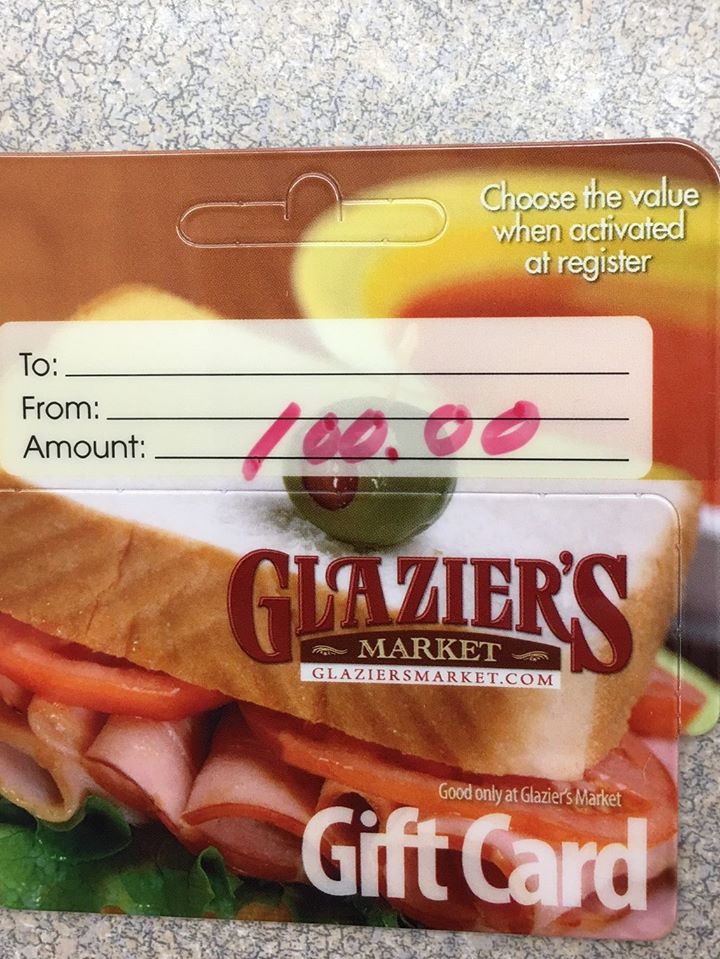 Choose the value
when activated
at register
To:
From:
Amount: 100.00
GLAZIER'S
MARKET
GLAZIERSMARKET.COM
Good only at Glazier's Market
Gift Card